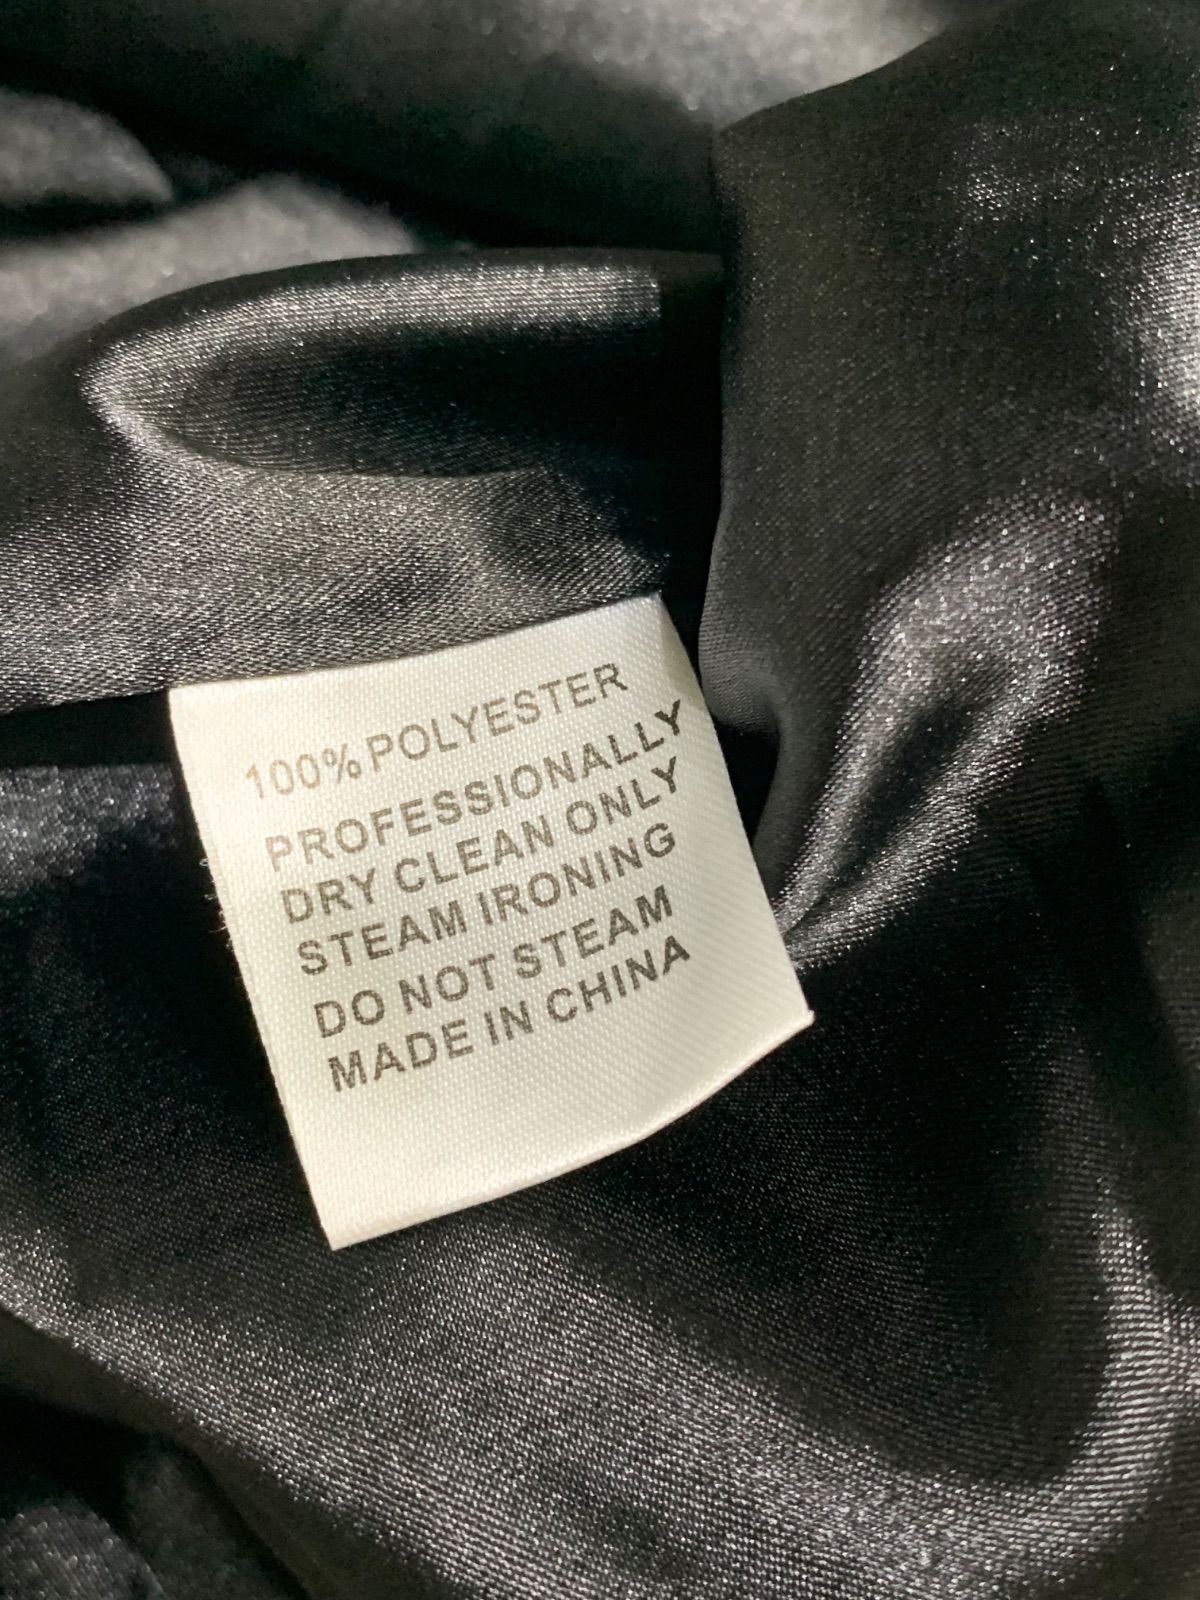 100% POLYESTER
PROFESSIONALLY
DRY CLEAN ONLY
STEAM IRONING
DO NOT STEAM
MADE IN CHINA